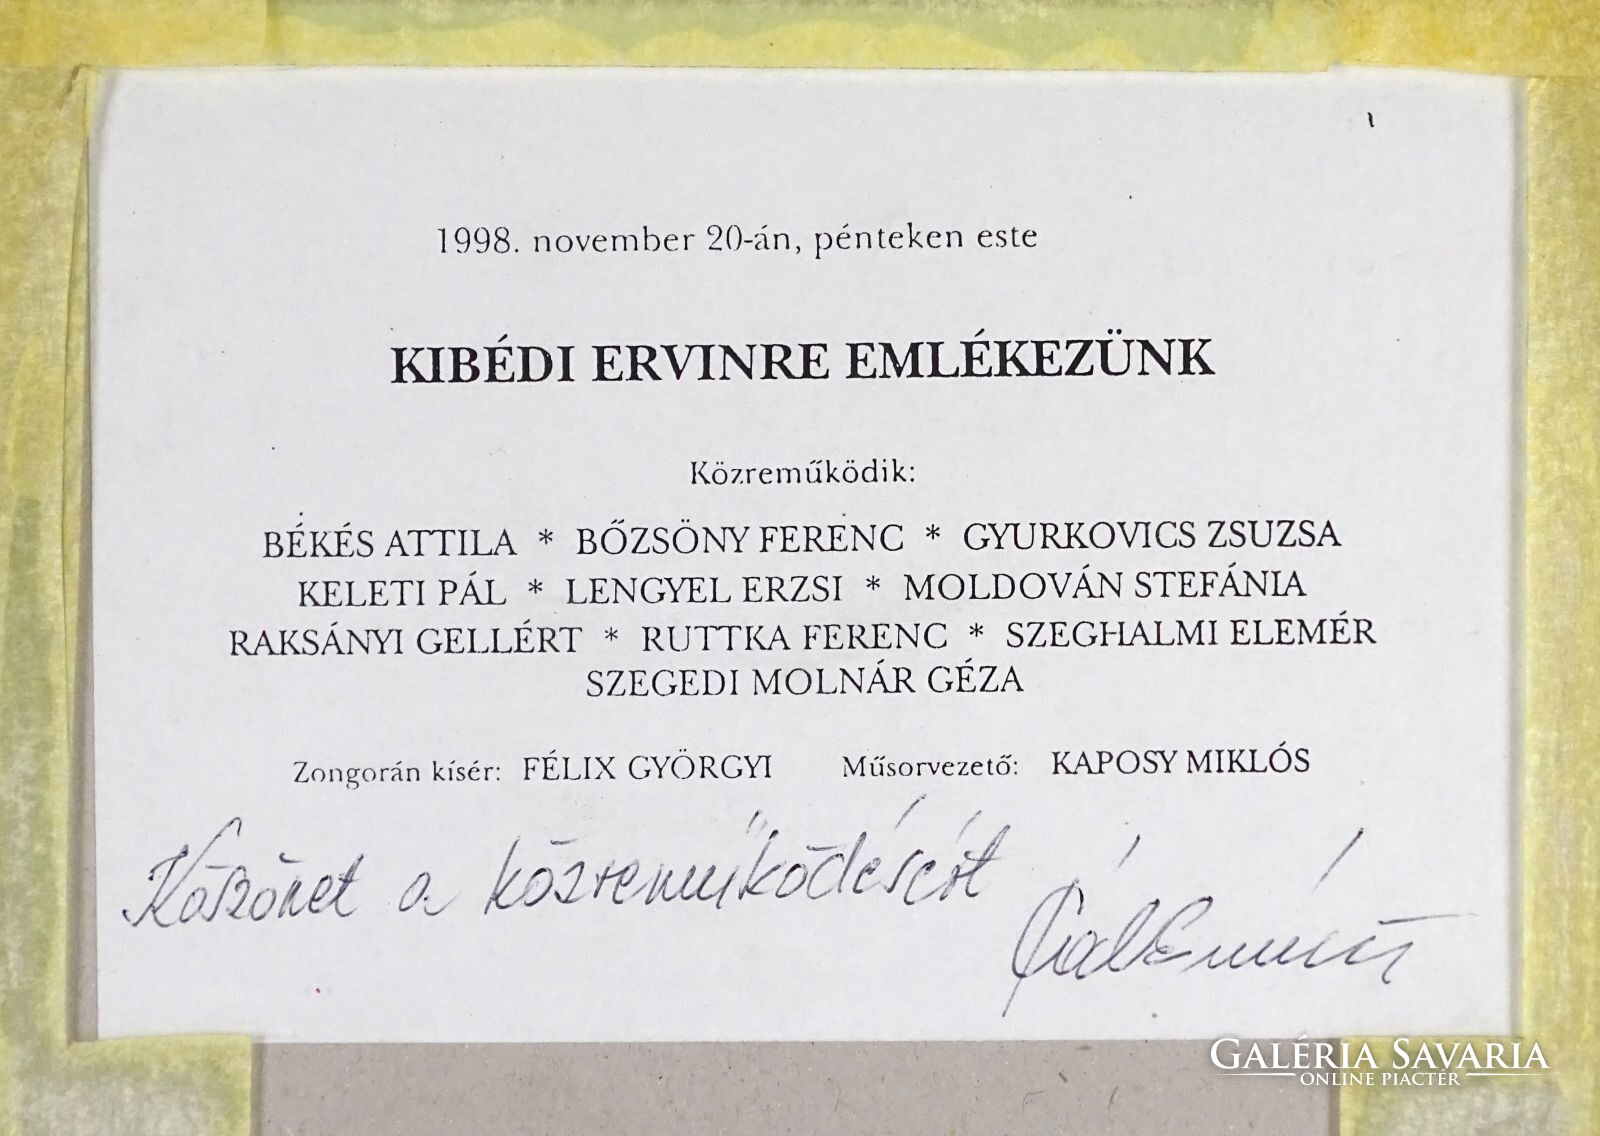 1998. november 20-án, pénteken este
KIBÉDI ERVINRE EMLÉKEZÜNK
Közreműködik:
BÉKÉS ATTILA * BŐZSÖNY FERENC * GYURKOVICS ZSUZSA
KELETI PÁL * LENGYEL ERZSI * MOLDOVÁN STEFÁNIA
RAKSÁNYI GELLÉRT * RUTTKA FERENC * SZEGHALMI ELEMÉR
SZEGEDI MOLNÁR GÉZA
Zongorán kísér: FÉLIX GYÖRGYI Műsorvezető: KAPOSY MIKLÓS
Köszönet a közreműködését
GALÉRIA SAVARIA
ONLINE PIACTÉR